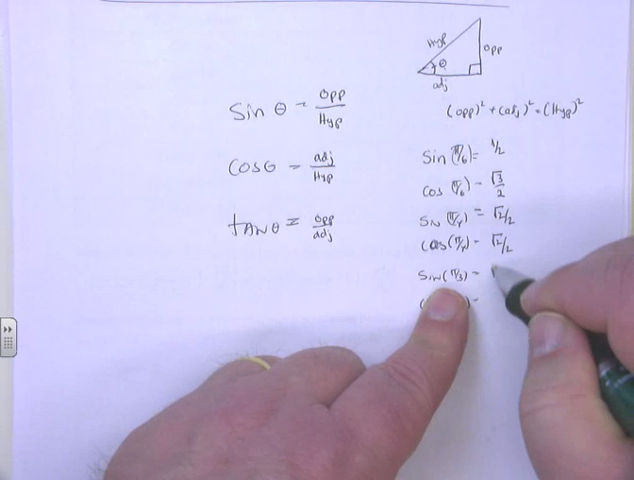 Hyp
Opp
θ
adj
Sin θ = Opp/Hyp
(Opp)² + (adj)² = (Hyp)²
Cos θ = adj/Hyp
tan θ = opp/adj
Sin (π/6) = 1/2
Cos (π/6) = √3/2
Sin (π/4) = √2/2
Cos (π/4) = √2/2
Sin (π/3) =
( ) =